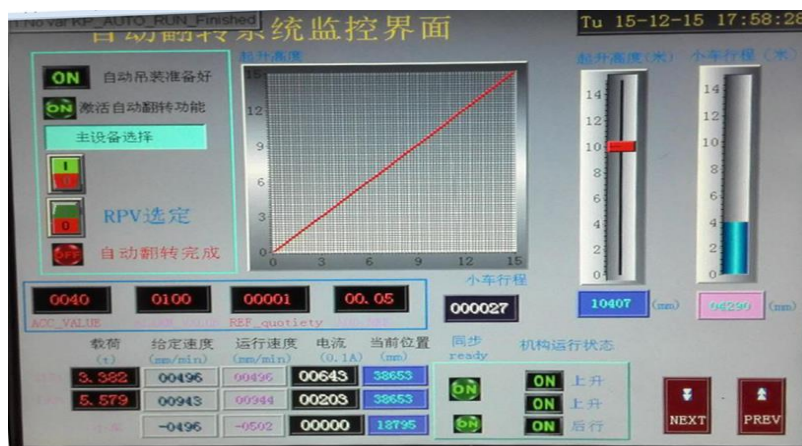 No var RP_AUTO_RUN_Finished
自动翻转系统监控界面
Tu 15-12-15 17:58:28
ON 自动吊装准备好
ON 激活自动翻转功能
主设备选择
I
0
0
RPV选定
OFF 自动翻转完成
起升高度
15
12
9
6
3
0
0 3 6 9 12 15
小车行程
起升高度(米)
14
12
10
8
6
4
2
0
10407 (mm)
小车行程 (米)
14
12
10
8
6
4
2
0
04290 (mm)
0040 0100 00001 00.05
ACC_VALUE REF_quotiety
000027
载荷 给定速度 运行速度 电流 当前位置 同步 机构运行状态
(t) (mm/min) (mm/min) (0.1A) (mm) ready
3.382 00496 00496 00643 38653 ON ON 上升
5.579 00943 00944 00203 38653 ON 上升
-0496 -0502 00000 18795 ON ON 后行
NEXT PREV